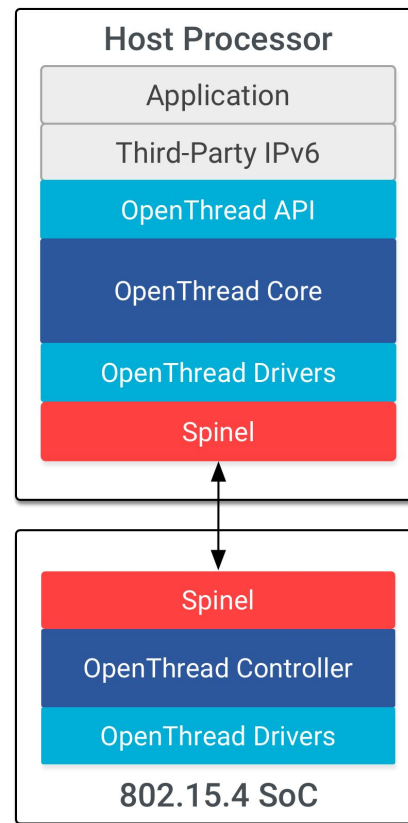 Host Processor
Application
Third-Party IPv6
OpenThread API
OpenThread Core
OpenThread Drivers
Spinel
Spinel
OpenThread Controller
OpenThread Drivers
802.15.4 SoC